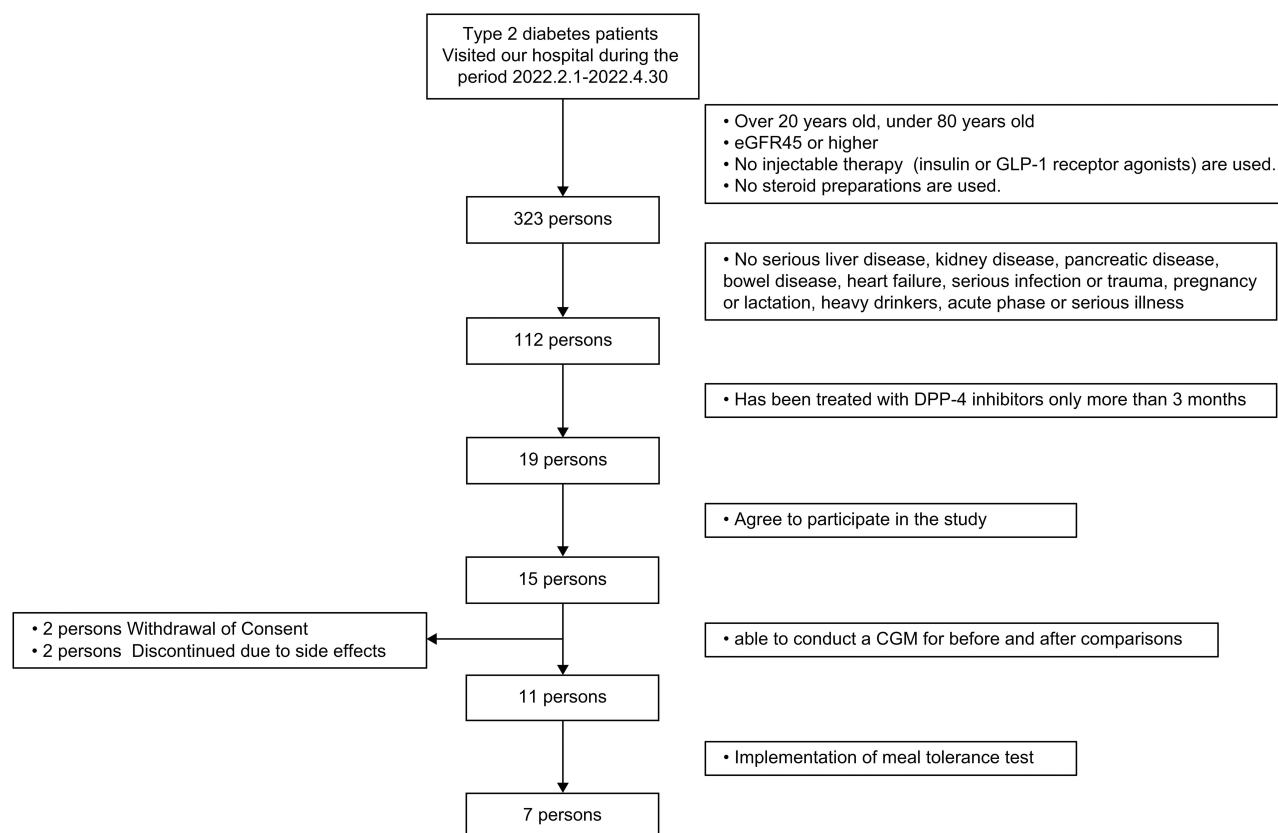 Type 2 diabetes patients
Visited our hospital during the
period 2022.2.1-2022.4.30
• Over 20 years old, under 80 years old
• eGFR45 or higher
• No injectable therapy  (insulin or GLP-1 receptor agonists) are used.
• No steroid preparations are used.
323 persons
• No serious liver disease, kidney disease, pancreatic disease,
bowel disease, heart failure, serious infection or trauma, pregnancy
or lactation, heavy drinkers, acute phase or serious illness
112 persons
• Has been treated with DPP-4 inhibitors only more than 3 months
19 persons
• Agree to participate in the study
15 persons
• 2 persons Withdrawal of Consent
• 2 persons  Discontinued due to side effects
• able to conduct a CGM for before and after comparisons
11 persons
• Implementation of meal tolerance test
7 persons